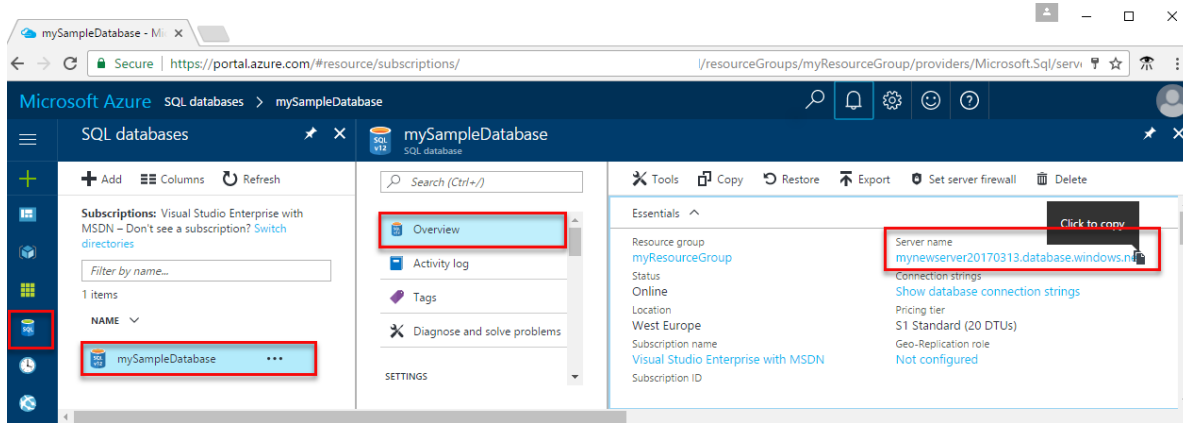 mySampleDatabase - Mi
Secure | https://portal.azure.com/#resource/subscriptions/ l/resourceGroups/myResourceGroup/providers/Microsoft.Sql/serv
Microsoft Azure SQL databases > mySampleDatabase
SQL databases
SQL v12
mySampleDatabase
SQL database
Add Columns Refresh
Subscriptions: Visual Studio Enterprise with
MSDN – Don't see a subscription? Switch
directories
Filter by name...
1 items
NAME
SQL
SQL v12 mySampleDatabase ...
Search (Ctrl+/)
Overview
Activity log
Tags
Diagnose and solve problems
SETTINGS
Tools Copy Restore Export Set server firewall Delete
Essentials
Click to copy
Resource group
myResourceGroup
Status
Online
Location
West Europe
Subscription name
Visual Studio Enterprise with MSDN
Subscription ID
Server name
mynewserver20170313.database.windows.ne
Connection strings
Show database connection strings
Pricing tier
S1 Standard (20 DTUs)
Geo-Replication role
Not configured